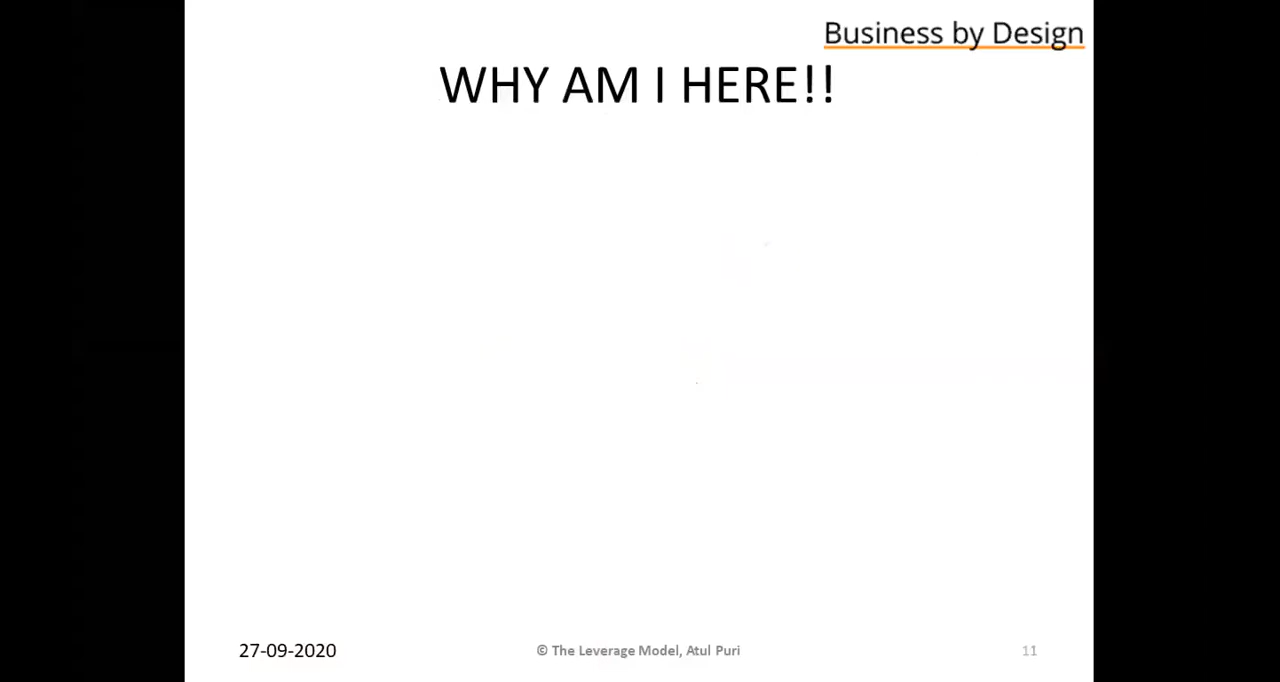 Business by Design
WHY AM I HERE!!
27-09-2020
© The Leverage Model, Atul Puri
11